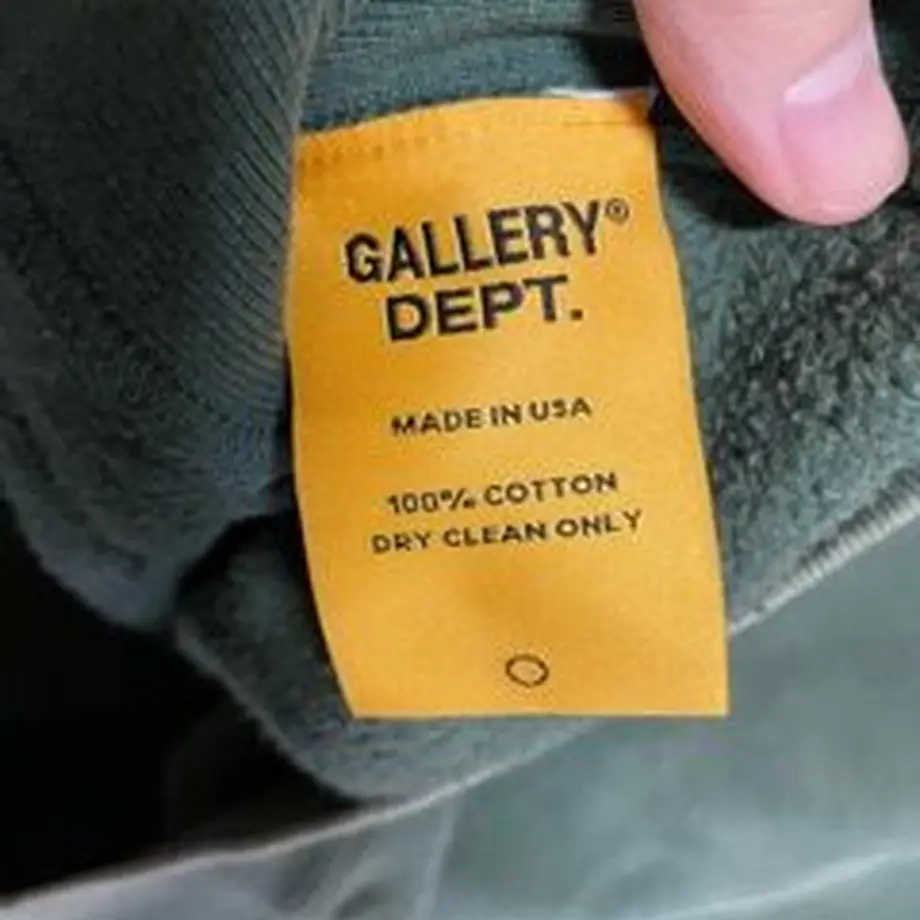 GALLERY®
DEPT.
MADE IN USA
100% COTTON
DRY CLEAN ONLY